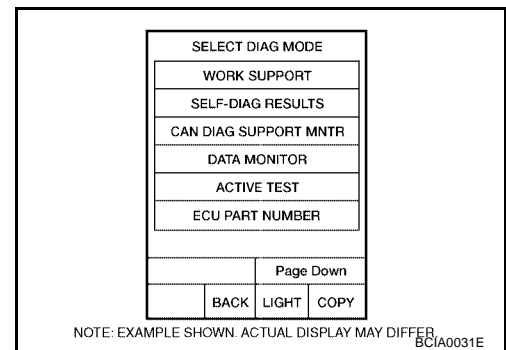 SELECT DIAG MODE
WORK SUPPORT
SELF-DIAG RESULTS
CAN DIAG SUPPORT MNTR
DATA MONITOR
ACTIVE TEST
ECU PART NUMBER
Page Down
BACK LIGHT COPY
NOTE: EXAMPLE SHOWN. ACTUAL DISPLAY MAY DIFFER.
BCIA0031E